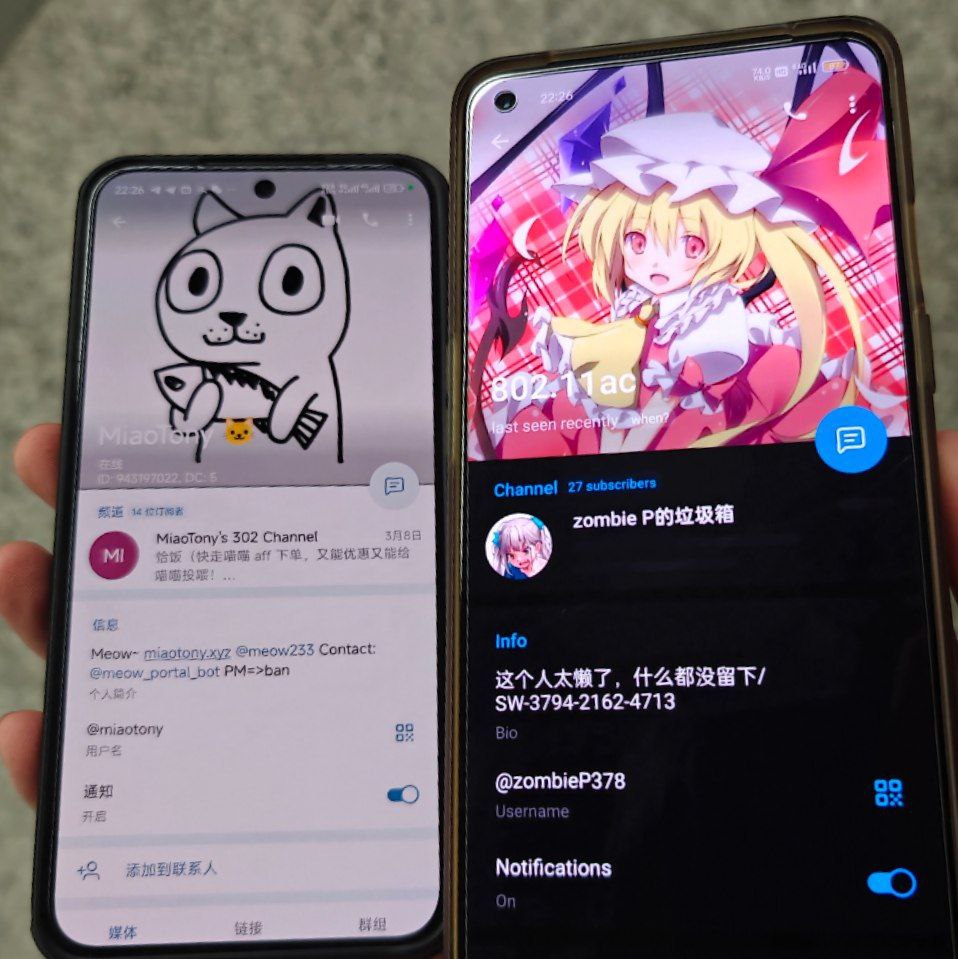 22:26
MiaoTony
在线
ID: 943197022, DC: 5
频道 14 位订阅者
MI
MiaoTony's 302 Channel 3月8日
恰饭（快走喵喵 aff 下单，又能优惠又能给
喵喵投喂！...
信息
Meow~ miaotony.xyz @meow233 Contact:
@meow_portal_bot PM=>ban
个人简介
@miaotony
用户名
通知
开启
添加到联系人
媒体 链接 群组
22:26 74.0 KB/s HD 87
802.11ac
last seen recently when?
Channel 27 subscribers
zombie P的垃圾箱
Info
这个人太懒了，什么都没留下/
SW-3794-2162-4713
Bio
@zombieP378
Username
Notifications
On